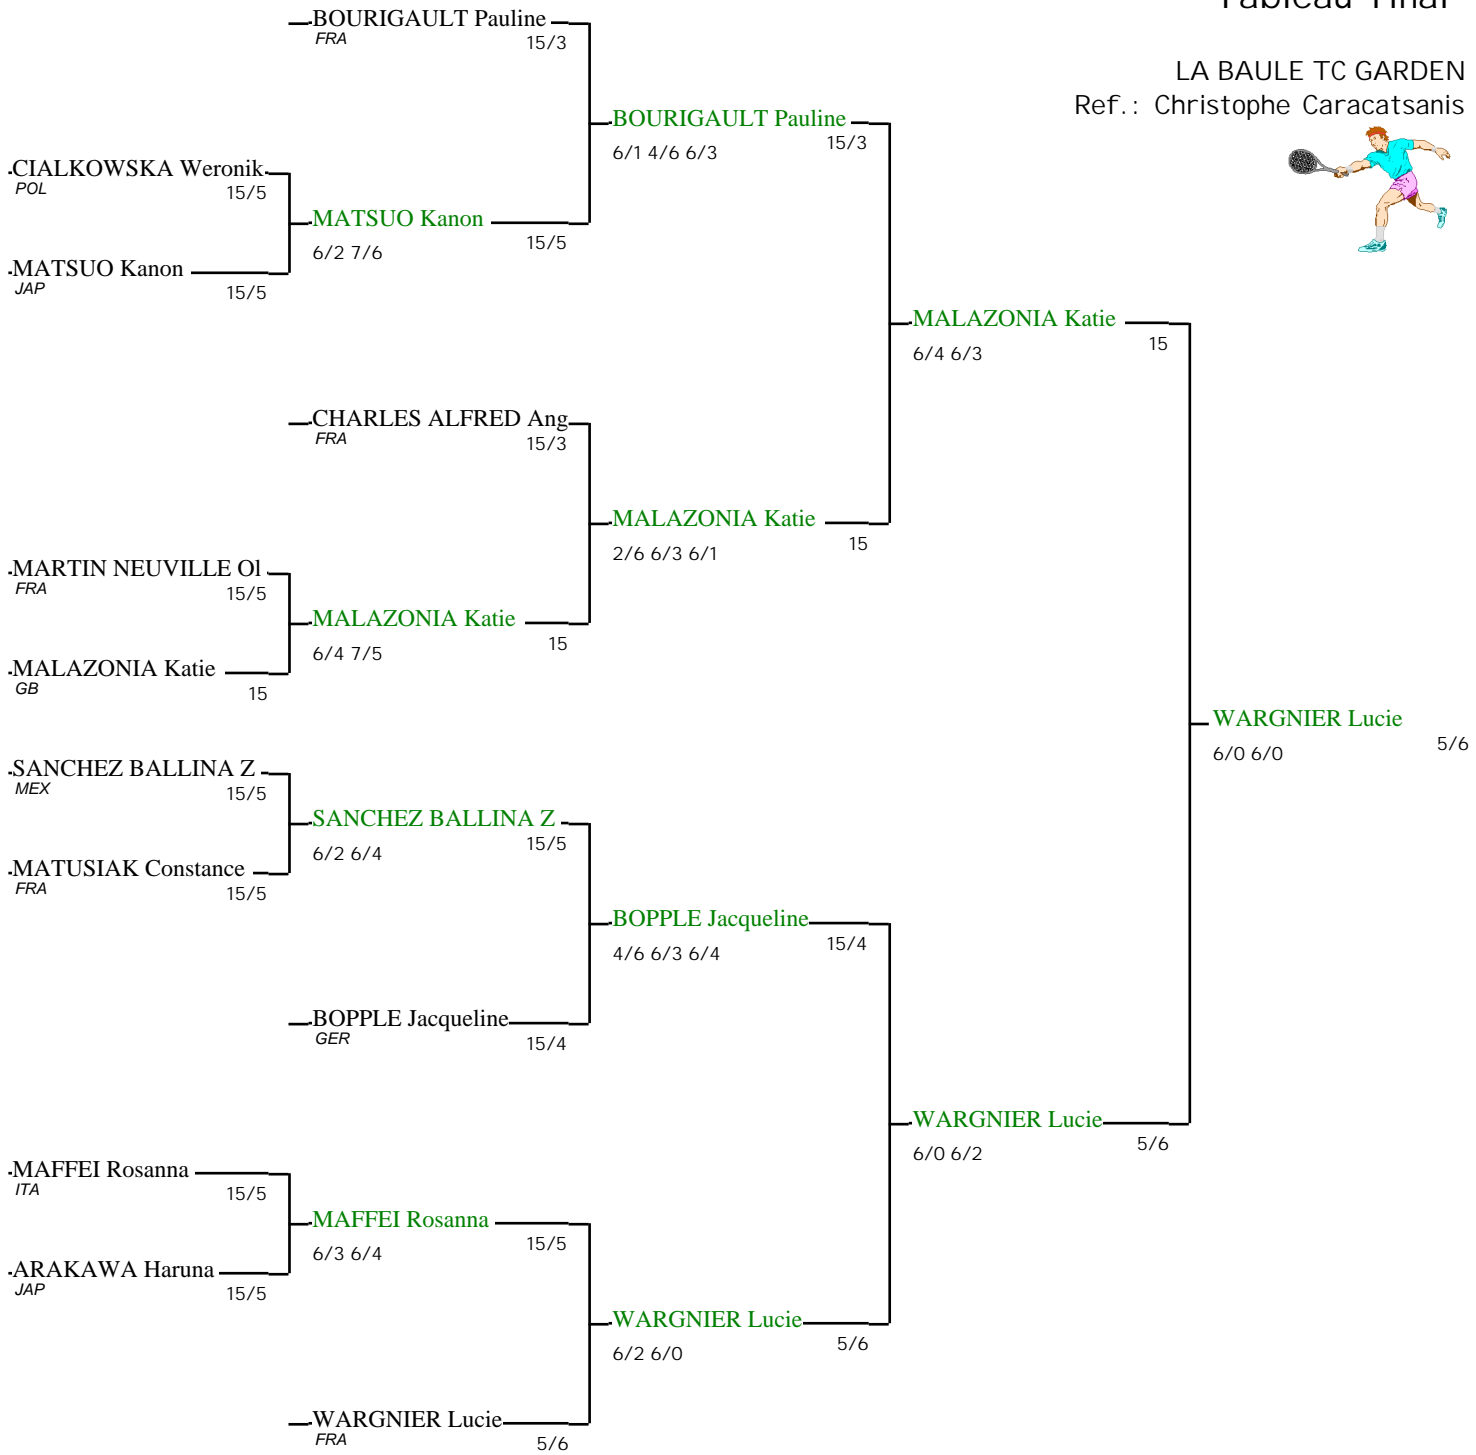 Tableau Final
LA BAULE TC GARDEN
Ref.: Christophe Caracatsanis
BOURIGAULT Pauline
FRA
15/3
CIALKOWSKA Weronik
POL
15/5
MATSUO Kanon
JAP
15/5
MATSUO Kanon
6/2 7/6
15/5
BOURIGAULT Pauline
6/1 4/6 6/3
15/3
CHARLES ALFRED Ang
FRA
15/3
MARTIN NEUVILLE Ol
FRA
15/5
MALAZONIA Katie
GB
15
MALAZONIA Katie
6/4 7/5
15
MALAZONIA Katie
2/6 6/3 6/1
15
MALAZONIA Katie
6/4 6/3
15
SANCHEZ BALLINA Z
MEX
15/5
MATUSIAK Constance
FRA
15/5
SANCHEZ BALLINA Z
6/2 6/4
15/5
BOPPLE Jacqueline
GER
15/4
BOPPLE Jacqueline
4/6 6/3 6/4
15/4
MAFFEI Rosanna
ITA
15/5
ARAKAWA Haruna
JAP
15/5
MAFFEI Rosanna
6/3 6/4
15/5
WARGNIER Lucie
FRA
5/6
WARGNIER Lucie
6/2 6/0
5/6
WARGNIER Lucie
6/0 6/2
5/6
WARGNIER Lucie
6/0 6/0
5/6